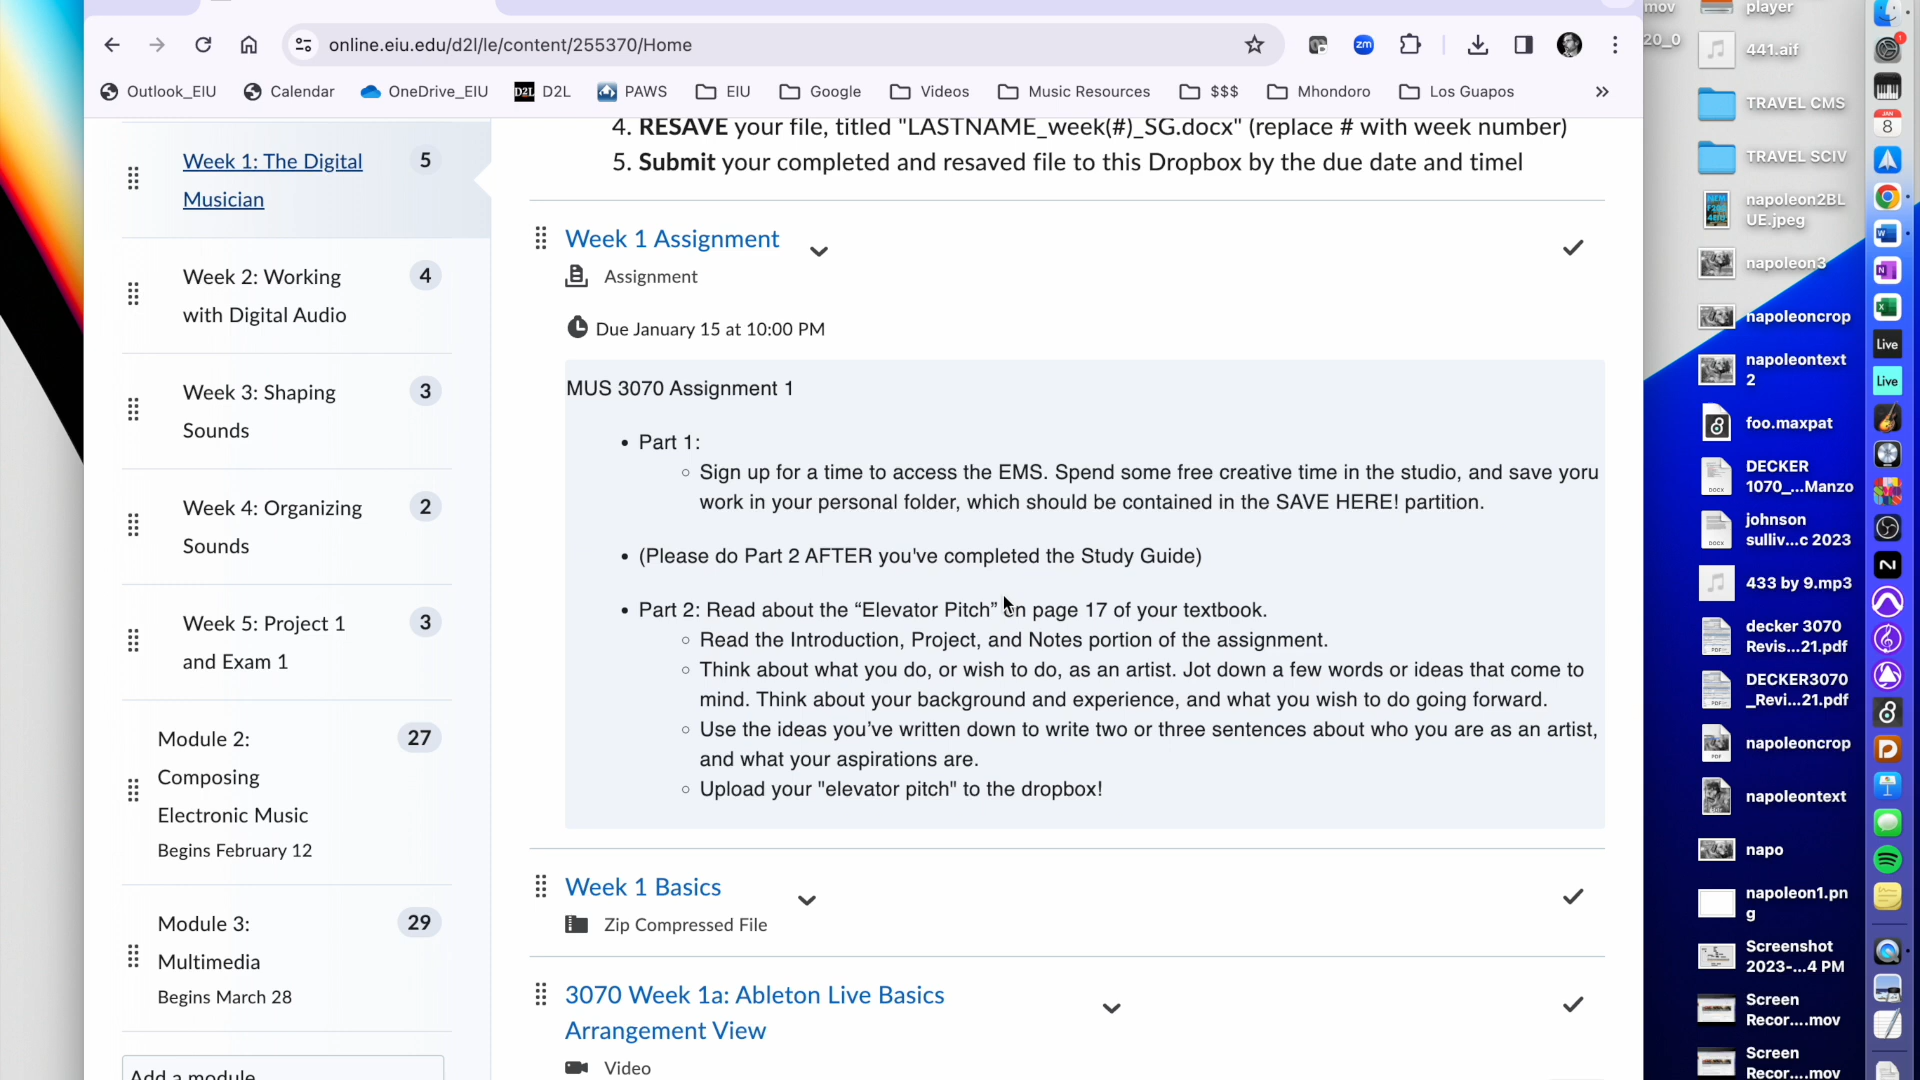 online.eiu.edu/d2l/le/content/255370/Home
zm
Outlook_EIU
Calendar
OneDrive_EIU
D2L D2L
PAWS
EIU
Google
Videos
Music Resources
$$$
Mhondoro
Los Guapos
Week 1: The Digital
Musician
5
Week 2: Working
with Digital Audio
4
Week 3: Shaping
Sounds
3
Week 4: Organizing
Sounds
2
Week 5: Project 1
and Exam 1
3
Module 2:
Composing
Electronic Music
Begins February 12
27
Module 3:
Multimedia
Begins March 28
29
Add a module
4. RESAVE your file, titled "LASTNAME_week(#)_SG.docx" (replace # with week number)
5. Submit your completed and resaved file to this Dropbox by the due date and time!
Week 1 Assignment
Assignment
Due January 15 at 10:00 PM
MUS 3070 Assignment 1
• Part 1:
Sign up for a time to access the EMS. Spend some free creative time in the studio, and save yoru
work in your personal folder, which should be contained in the SAVE HERE! partition.
• (Please do Part 2 AFTER you've completed the Study Guide)
• Part 2: Read about the “Elevator Pitch” on page 17 of your textbook.
Read the Introduction, Project, and Notes portion of the assignment.
Think about what you do, or wish to do, as an artist. Jot down a few words or ideas that come to
mind. Think about your background and experience, and what you wish to do going forward.
Use the ideas you’ve written down to write two or three sentences about who you are as an artist,
and what your aspirations are.
Upload your "elevator pitch" to the dropbox!
Week 1 Basics
Zip Compressed File
3070 Week 1a: Ableton Live Basics
Arrangement View
Video
mov
20_0
player
441.aif
TRAVEL CMS
TRAVEL SCIV
napoleon2BL
UE.jpeg
napoleon3
napoleoncrop
napoleontext
2
foo.maxpat
DECKER
1070_...Manzo
johnson
sulliv...c 2023
433 by 9.mp3
decker 3070
Revis...21.pdf
DECKER3070
_Revi...21.pdf
napoleoncrop
napoleontext
napo
napoleon1.pn
g
Screenshot
2023-...4 PM
Screen
Recor....mov
Screen
Recor....mov
1
JAN
8
Live
Live